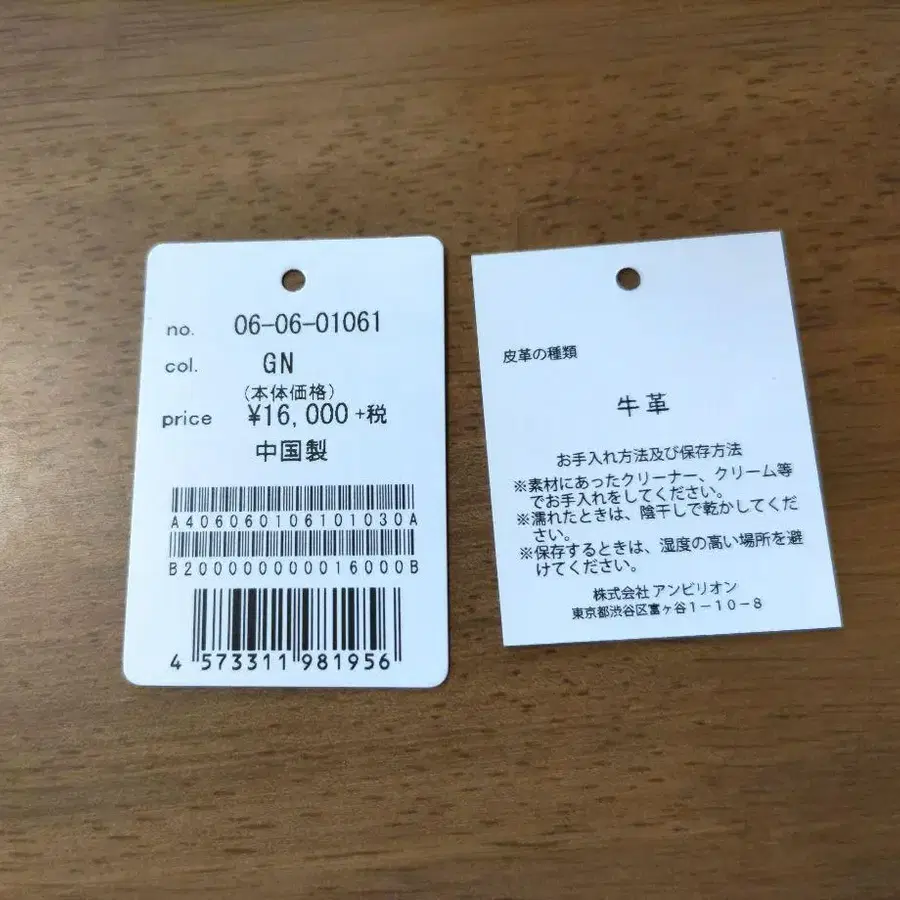 no. 06-06-01061
col. GN
(本体価格)
price ¥16,000+税
中国製
A406060106101030A
B2000000000016000B
4 573311 981956
皮革の種類
牛革
お手入れ方法及び保存方法
※素材にあったクリーナー、クリーム等
でお手入れをしてください。
※濡れたときは、陰干しで乾かしてくだ
さい。
※保存するときは、湿度の高い場所を避
けてください。
株式会社 アンビリオン
東京都渋谷区富ヶ谷1-10-8